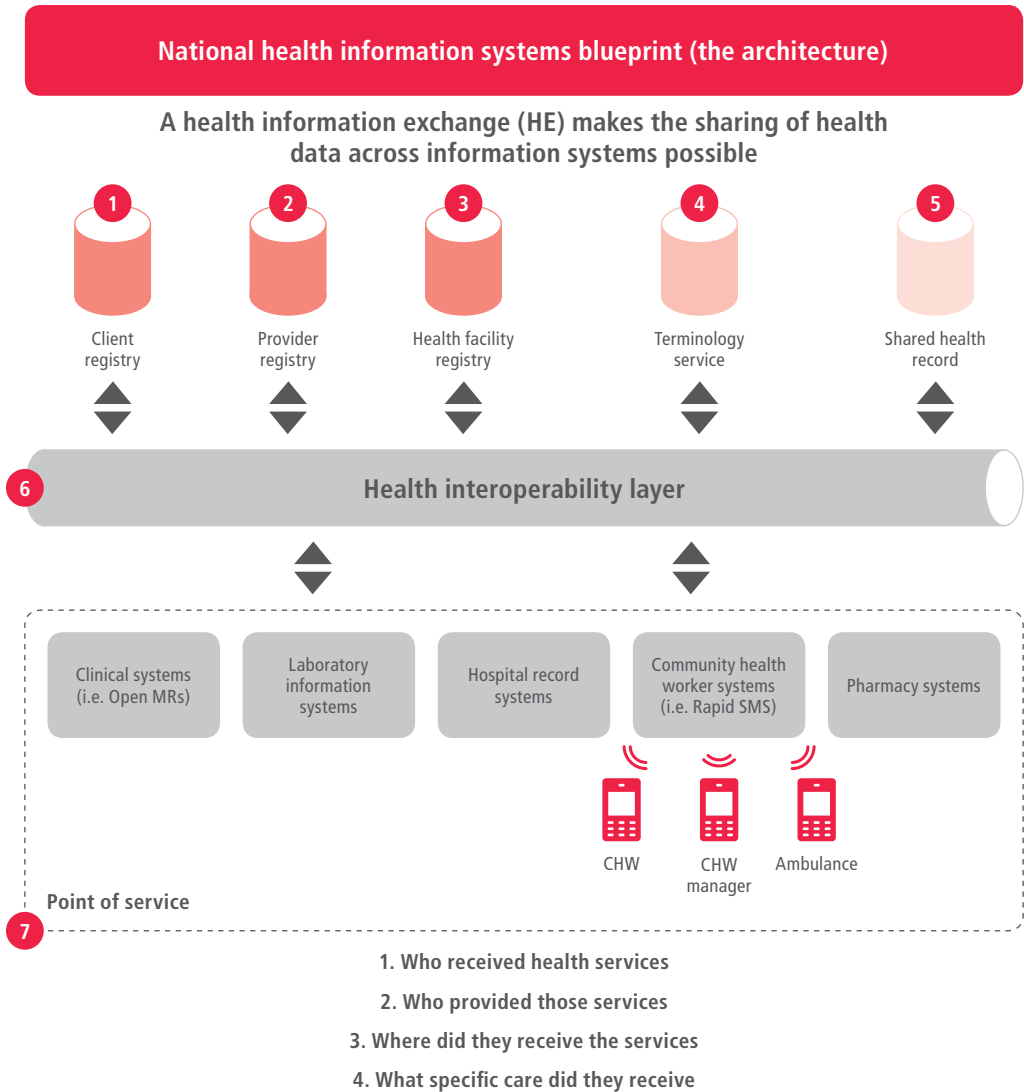 National health information systems blueprint (the architecture)
A health information exchange (HE) makes the sharing of health
data across information systems possible
1
2
3
4
5
Client
registry
Provider
registry
Health facility
registry
Terminology
service
Shared health
record
6
Health interoperability layer
Clinical systems
(i.e. Open MRs)
Laboratory
information
systems
Hospital record
systems
Community health
worker systems
(i.e. Rapid SMS)
Pharmacy systems
CHW
CHW
manager
Ambulance
Point of service
7
1. Who received health services
2. Who provided those services
3. Where did they receive the services
4. What specific care did they receive